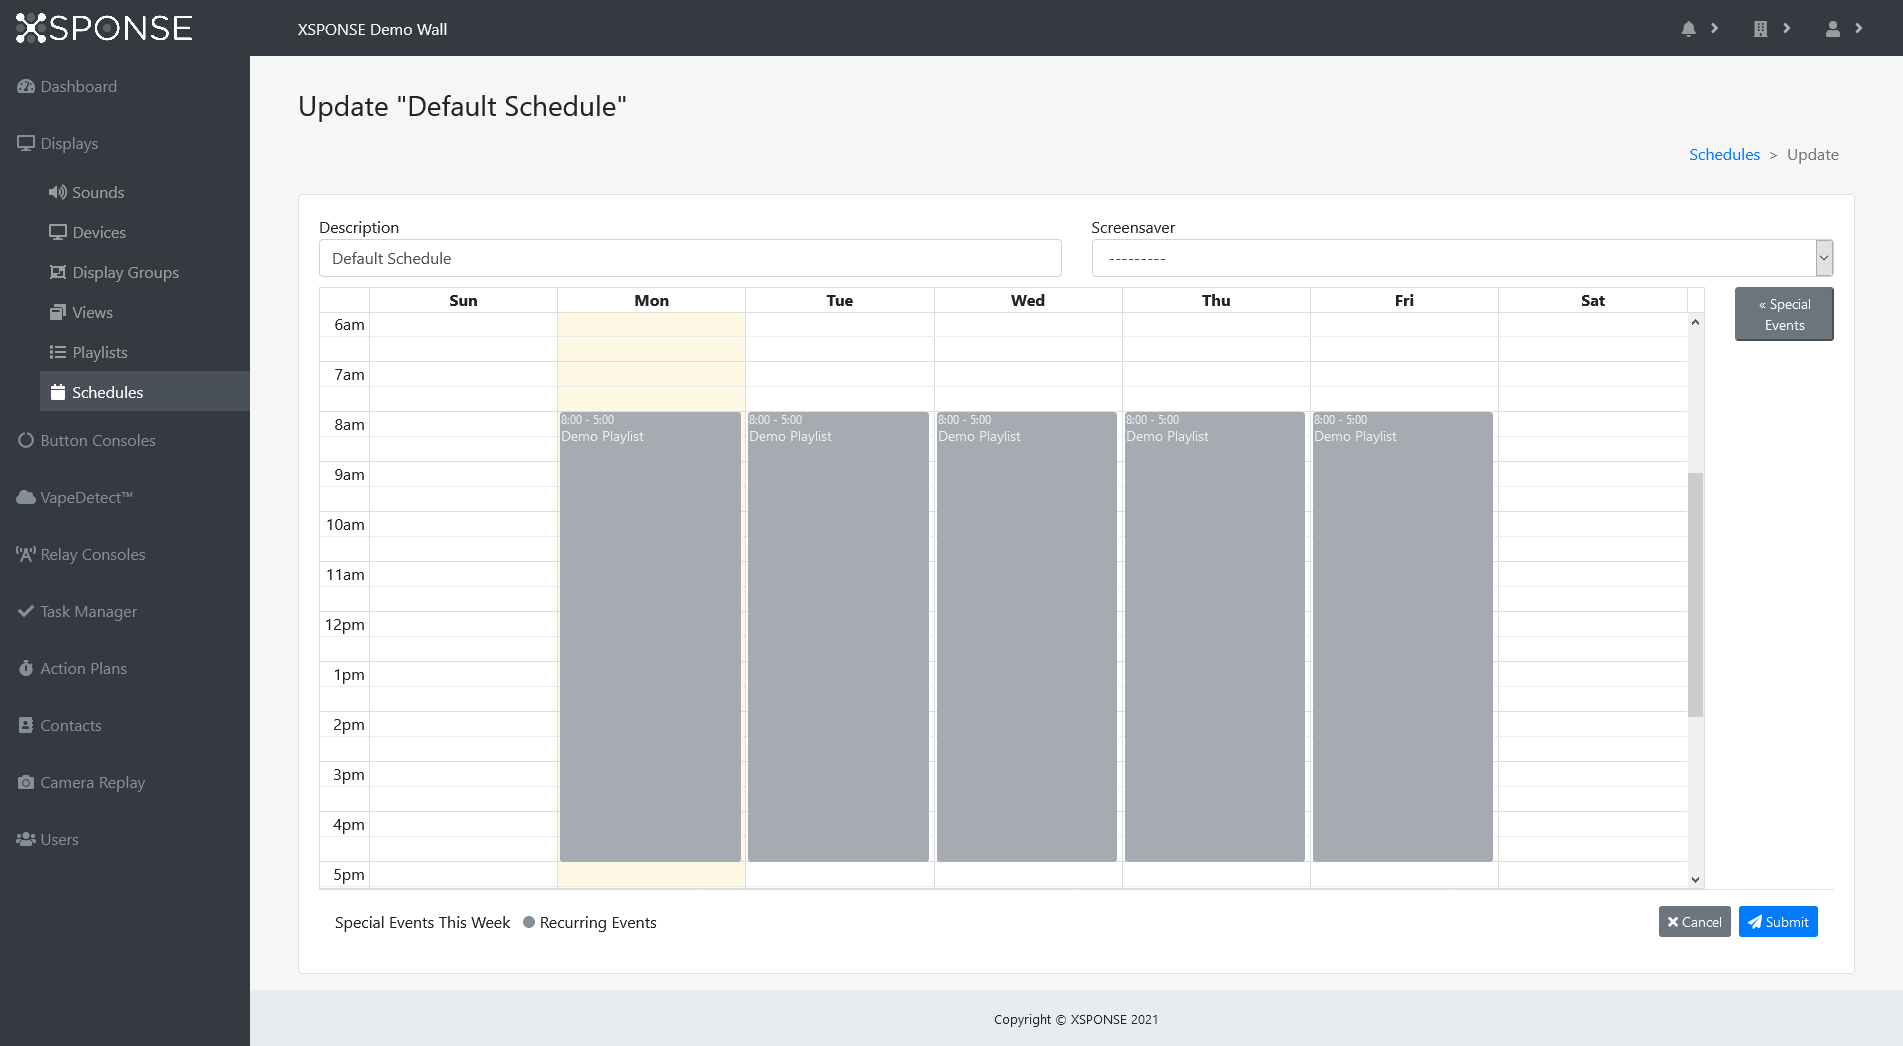 XSPONSE
XSPONSE Demo Wall
Dashboard
Displays
Sounds
Devices
Display Groups
Views
Playlists
Schedules
Button Consoles
VapeDetect™
Relay Consoles
Task Manager
Action Plans
Contacts
Camera Replay
Users
Update "Default Schedule"
Schedules > Update
Description
Default Schedule
Screensaver
---------
Sun Mon Tue Wed Thu Fri Sat
« Special
Events
6am
7am
8am
9am
10am
11am
12pm
1pm
2pm
3pm
4pm
5pm
8:00 - 5:00
Demo Playlist
8:00 - 5:00
Demo Playlist
8:00 - 5:00
Demo Playlist
8:00 - 5:00
Demo Playlist
8:00 - 5:00
Demo Playlist
Special Events This Week Recurring Events
Cancel Submit
Copyright © XSPONSE 2021